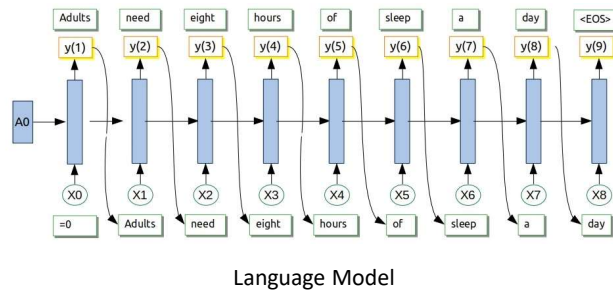 Adults need eight hours of sleep a day <EOS>
y(1) y(2) y(3) y(4) y(5) y(6) y(7) y(8) y(9)
A0
X0 X1 X2 X3 X4 X5 X6 X7 X8
=0 Adults need eight hours of sleep a day
Language Model